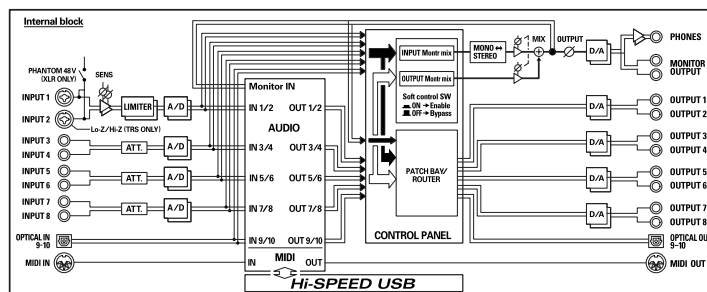 Internal block
PHANTOM 48V
(XLR ONLY)
SENS
INPUT 1
INPUT 2
LIMITER
A/D
Lo-Z/Hi-Z (TRS ONLY)
INPUT 3
INPUT 4
ATT.
A/D
INPUT 5
INPUT 6
ATT.
A/D
INPUT 7
INPUT 8
ATT.
A/D
OPTICAL IN
9-10
MIDI IN
Monitor IN
IN 1/2 OUT 1/2
AUDIO
IN 3/4 OUT 3/4
IN 5/6 OUT 5/6
IN 7/8 OUT 7/8
IN 9/10 OUT 9/10
IN MIDI OUT
Hi-SPEED USB
INPUT Montr mix
OUTPUT Montr mix
Soft control SW
ON → Enable
OFF → Bypass
PATCH BAY/
ROUTER
CONTROL PANEL
MONO ↔
STEREO
MIX
OUTPUT
D/A
PHONES
MONITOR
OUTPUT
D/A
OUTPUT 1
OUTPUT 2
D/A
OUTPUT 3
OUTPUT 4
D/A
OUTPUT 5
OUTPUT 6
D/A
OUTPUT 7
OUTPUT 8
OPTICAL OU
9-10
MIDI OUT